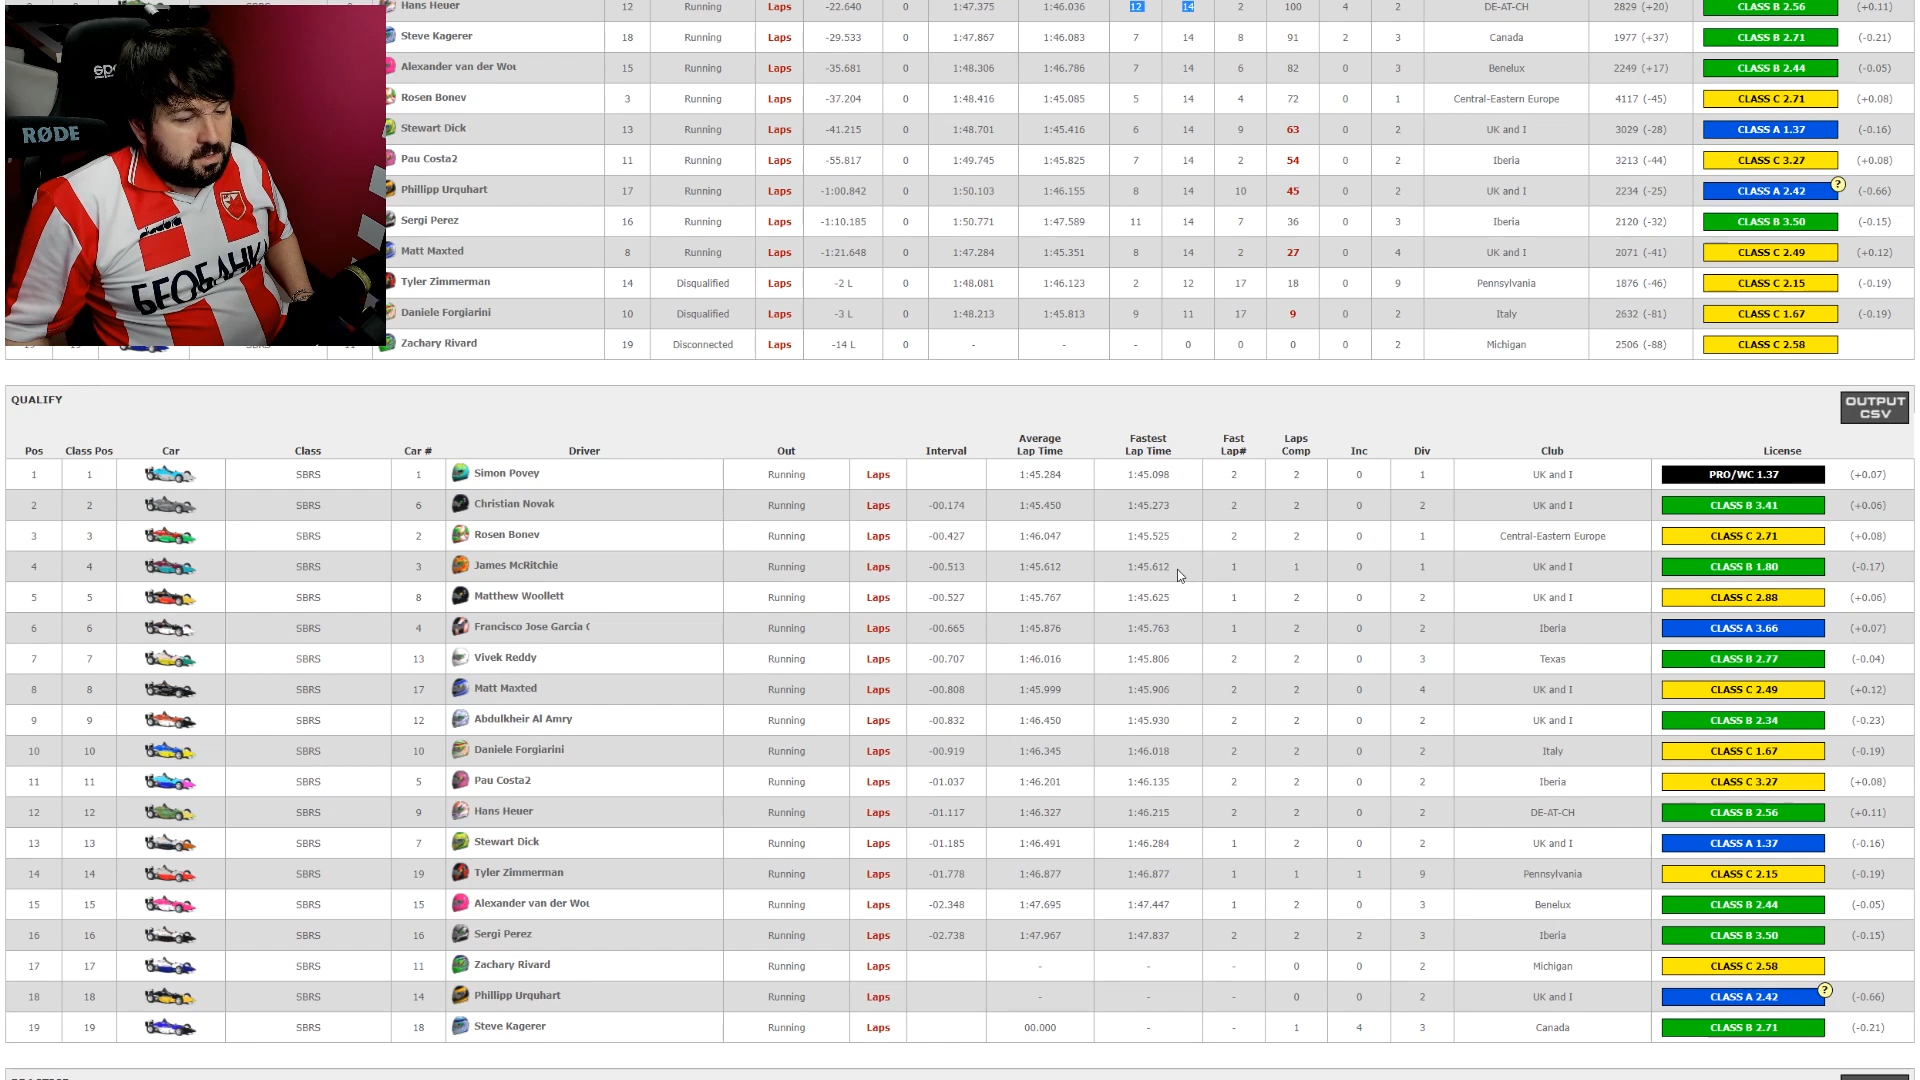 Hans Heuer 12 Running Laps -22.640 0 1:47.375 1:46.036 12 14 2 100 4 2 DE-AT-CH 2829 (+20) CLASS B 2.56 (+0.11)
Steve Kagerer 18 Running Laps -29.533 0 1:47.867 1:46.083 7 14 8 91 2 3 Canada 1977 (+37) CLASS B 2.71 (-0.21)
Alexander van der Wou 15 Running Laps -35.681 0 1:48.306 1:46.786 7 14 6 82 0 3 Benelux 2249 (+17) CLASS B 2.44 (-0.05)
Rosen Bonev 3 Running Laps -37.204 0 1:48.416 1:45.085 5 14 4 72 0 1 Central-Eastern Europe 4117 (-45) CLASS C 2.71 (+0.08)
Stewart Dick 13 Running Laps -41.215 0 1:48.701 1:45.416 6 14 9 63 0 2 UK and I 3029 (-28) CLASS A 1.37 (-0.16)
Pau Costa2 11 Running Laps -55.817 0 1:49.745 1:45.825 7 14 2 54 0 2 Iberia 3213 (-44) CLASS C 3.27 (+0.08)
Phillipp Urquhart 17 Running Laps -1:00.842 0 1:50.103 1:46.155 8 14 10 45 0 2 UK and I 2234 (-25) CLASS A 2.42 ? (-0.66)
Sergi Perez 16 Running Laps -1:10.185 0 1:50.771 1:47.589 11 14 7 36 0 3 Iberia 2120 (-32) CLASS B 3.50 (-0.15)
Matt Maxted 8 Running Laps -1:21.648 0 1:47.284 1:45.351 8 14 2 27 0 4 UK and I 2071 (-41) CLASS C 2.49 (+0.12)
Tyler Zimmerman 14 Disqualified Laps -2 L 0 1:48.081 1:46.123 2 12 17 18 0 9 Pennsylvania 1876 (-46) CLASS C 2.15 (-0.19)
Daniele Forgiarini 10 Disqualified Laps -3 L 0 1:48.213 1:45.813 9 11 17 9 0 2 Italy 2632 (-81) CLASS C 1.67 (-0.19)
Zachary Rivard 19 Disconnected Laps -14 L 0 - - - 0 0 0 0 2 Michigan 2506 (-88) CLASS C 2.58
RØDE
diadora
БЕОБАНКА
QUALIFY OUTPUT CSV
Pos Class Pos Car Class Car # Driver Out Interval Average Lap Time Fastest Lap Time Fast Lap# Laps Comp Inc Div Club License
1 1 SBRS 1 Simon Povey Running Laps 1:45.284 1:45.098 2 2 0 1 UK and I PRO/WC 1.37 (+0.07)
2 2 SBRS 6 Christian Novak Running Laps -00.174 1:45.450 1:45.273 2 2 0 2 UK and I CLASS B 3.41 (+0.06)
3 3 SBRS 2 Rosen Bonev Running Laps -00.427 1:46.047 1:45.525 2 2 0 1 Central-Eastern Europe CLASS C 2.71 (+0.08)
4 4 SBRS 3 James McRitchie Running Laps -00.513 1:45.612 1:45.612 1 1 0 1 UK and I CLASS B 1.80 (-0.17)
5 5 SBRS 8 Matthew Woollett Running Laps -00.527 1:45.767 1:45.625 1 2 0 2 UK and I CLASS C 2.88 (+0.06)
6 6 SBRS 4 Francisco Jose Garcia Running Laps -00.665 1:45.876 1:45.763 1 2 0 2 Iberia CLASS A 3.66 (+0.07)
7 7 SBRS 13 Vivek Reddy Running Laps -00.707 1:46.016 1:45.806 2 2 0 3 Texas CLASS B 2.77 (-0.04)
8 8 SBRS 17 Matt Maxted Running Laps -00.808 1:45.999 1:45.906 2 2 0 4 UK and I CLASS C 2.49 (+0.12)
9 9 SBRS 12 Abdulkheir Al Amry Running Laps -00.832 1:46.450 1:45.930 2 2 0 2 UK and I CLASS B 2.34 (-0.23)
10 10 SBRS 10 Daniele Forgiarini Running Laps -00.919 1:46.345 1:46.018 2 2 0 2 Italy CLASS C 1.67 (-0.19)
11 11 SBRS 5 Pau Costa2 Running Laps -01.037 1:46.201 1:46.135 2 2 0 2 Iberia CLASS C 3.27 (+0.08)
12 12 SBRS 9 Hans Heuer Running Laps -01.117 1:46.327 1:46.215 2 2 0 2 DE-AT-CH CLASS B 2.56 (+0.11)
13 13 SBRS 7 Stewart Dick Running Laps -01.185 1:46.491 1:46.284 1 2 0 2 UK and I CLASS A 1.37 (-0.16)
14 14 SBRS 19 Tyler Zimmerman Running Laps -01.778 1:46.877 1:46.877 1 1 1 9 Pennsylvania CLASS C 2.15 (-0.19)
15 15 SBRS 15 Alexander van der Wou Running Laps -02.348 1:47.695 1:47.447 1 2 0 3 Benelux CLASS B 2.44 (-0.05)
16 16 SBRS 16 Sergi Perez Running Laps -02.738 1:47.967 1:47.837 2 2 2 3 Iberia CLASS B 3.50 (-0.15)
17 17 SBRS 11 Zachary Rivard Running Laps - - - 0 0 2 Michigan CLASS C 2.58
18 18 SBRS 14 Phillipp Urquhart Running Laps - - - 0 0 2 UK and I CLASS A 2.42 ? (-0.66)
19 19 SBRS 18 Steve Kagerer Running Laps 00.000 - - 1 4 3 Canada CLASS B 2.71 (-0.21)